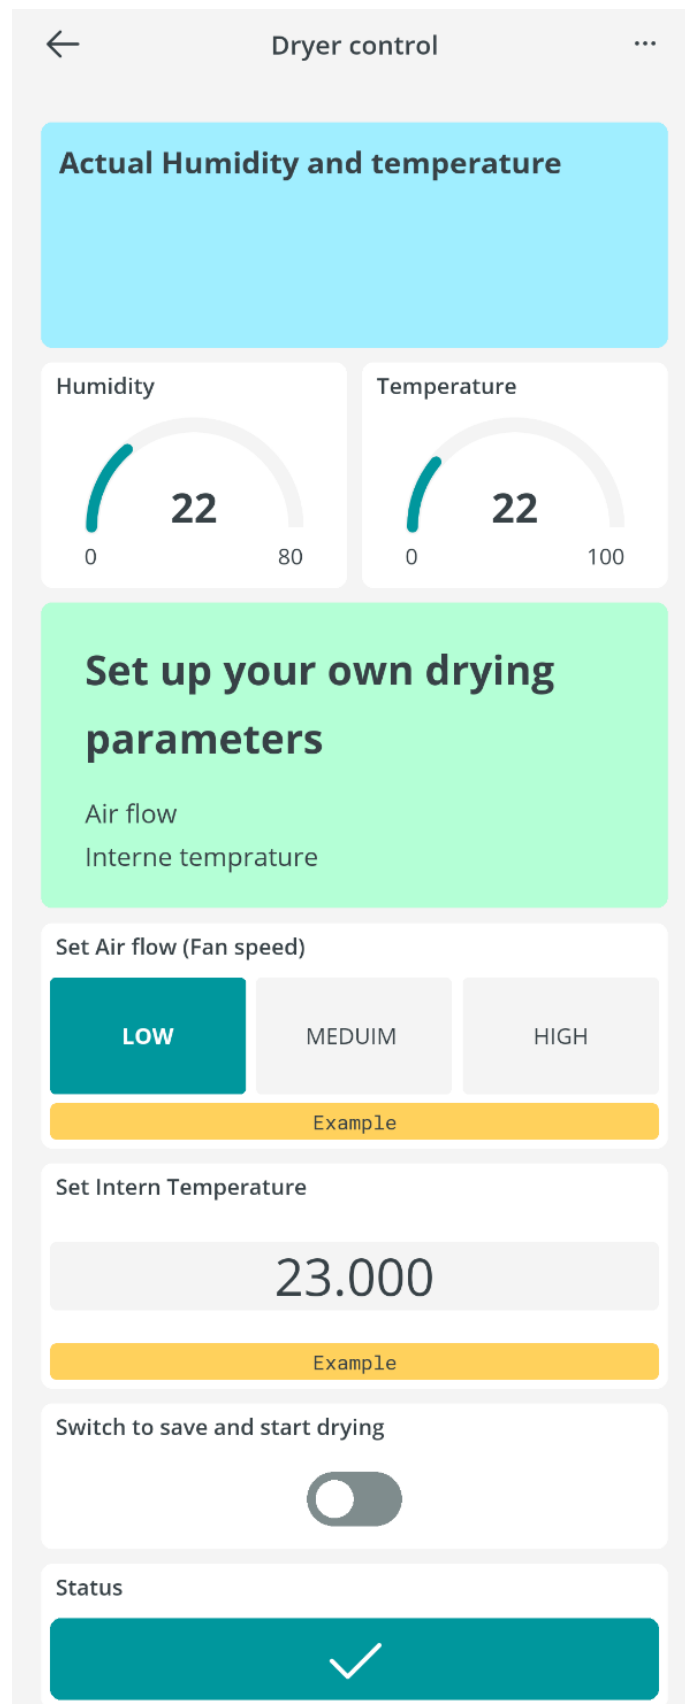 Dryer control
Actual Humidity and temperature
Humidity
Temperature
22
22
0
80
0
100
Set up your own drying
parameters
Air flow
Interne temprature
Set Air flow (Fan speed)
LOW
MEDUIM
HIGH
Example
Set Intern Temperature
23.000
Example
Switch to save and start drying
Status